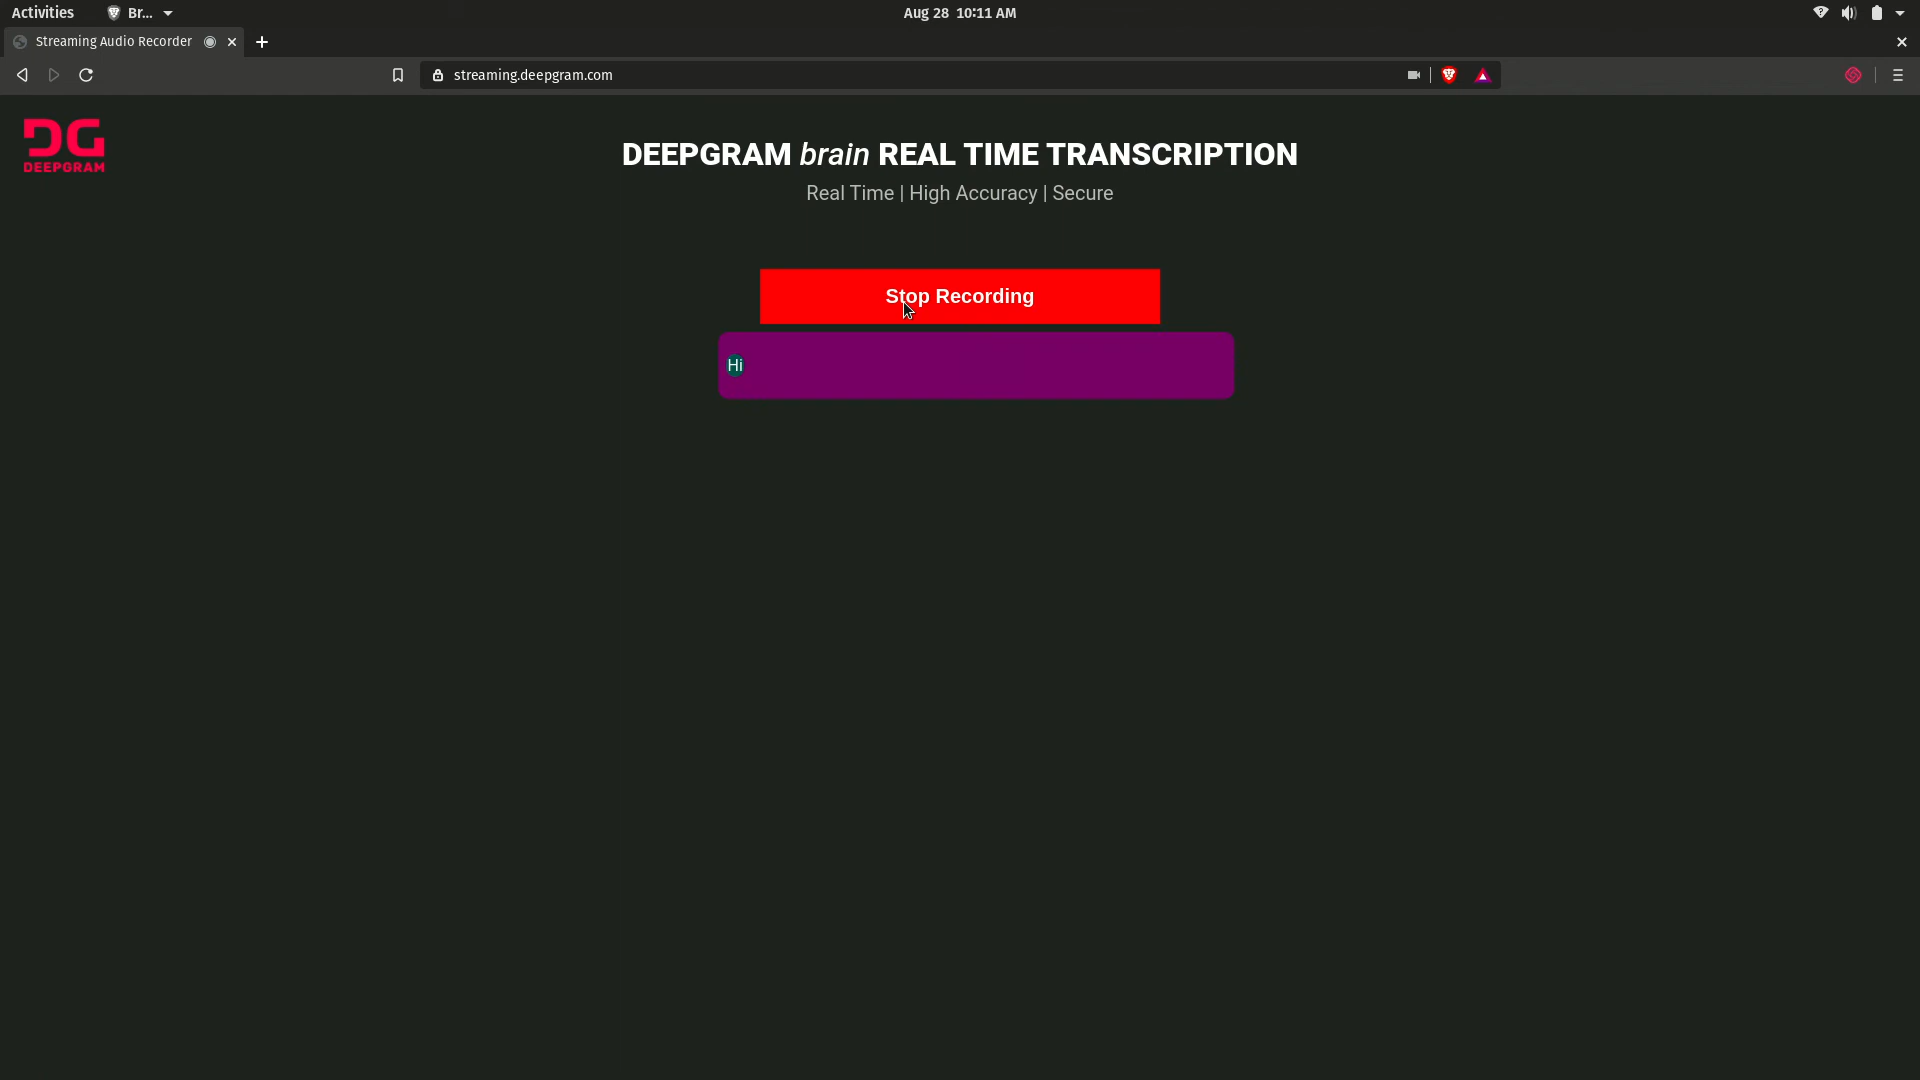 Activities Br... Aug 28 10:11 AM
Streaming Audio Recorder
streaming.deepgram.com
DG
DEEPGRAM
DEEPGRAM brain REAL TIME TRANSCRIPTION
Real Time | High Accuracy | Secure
Stop Recording
Hi